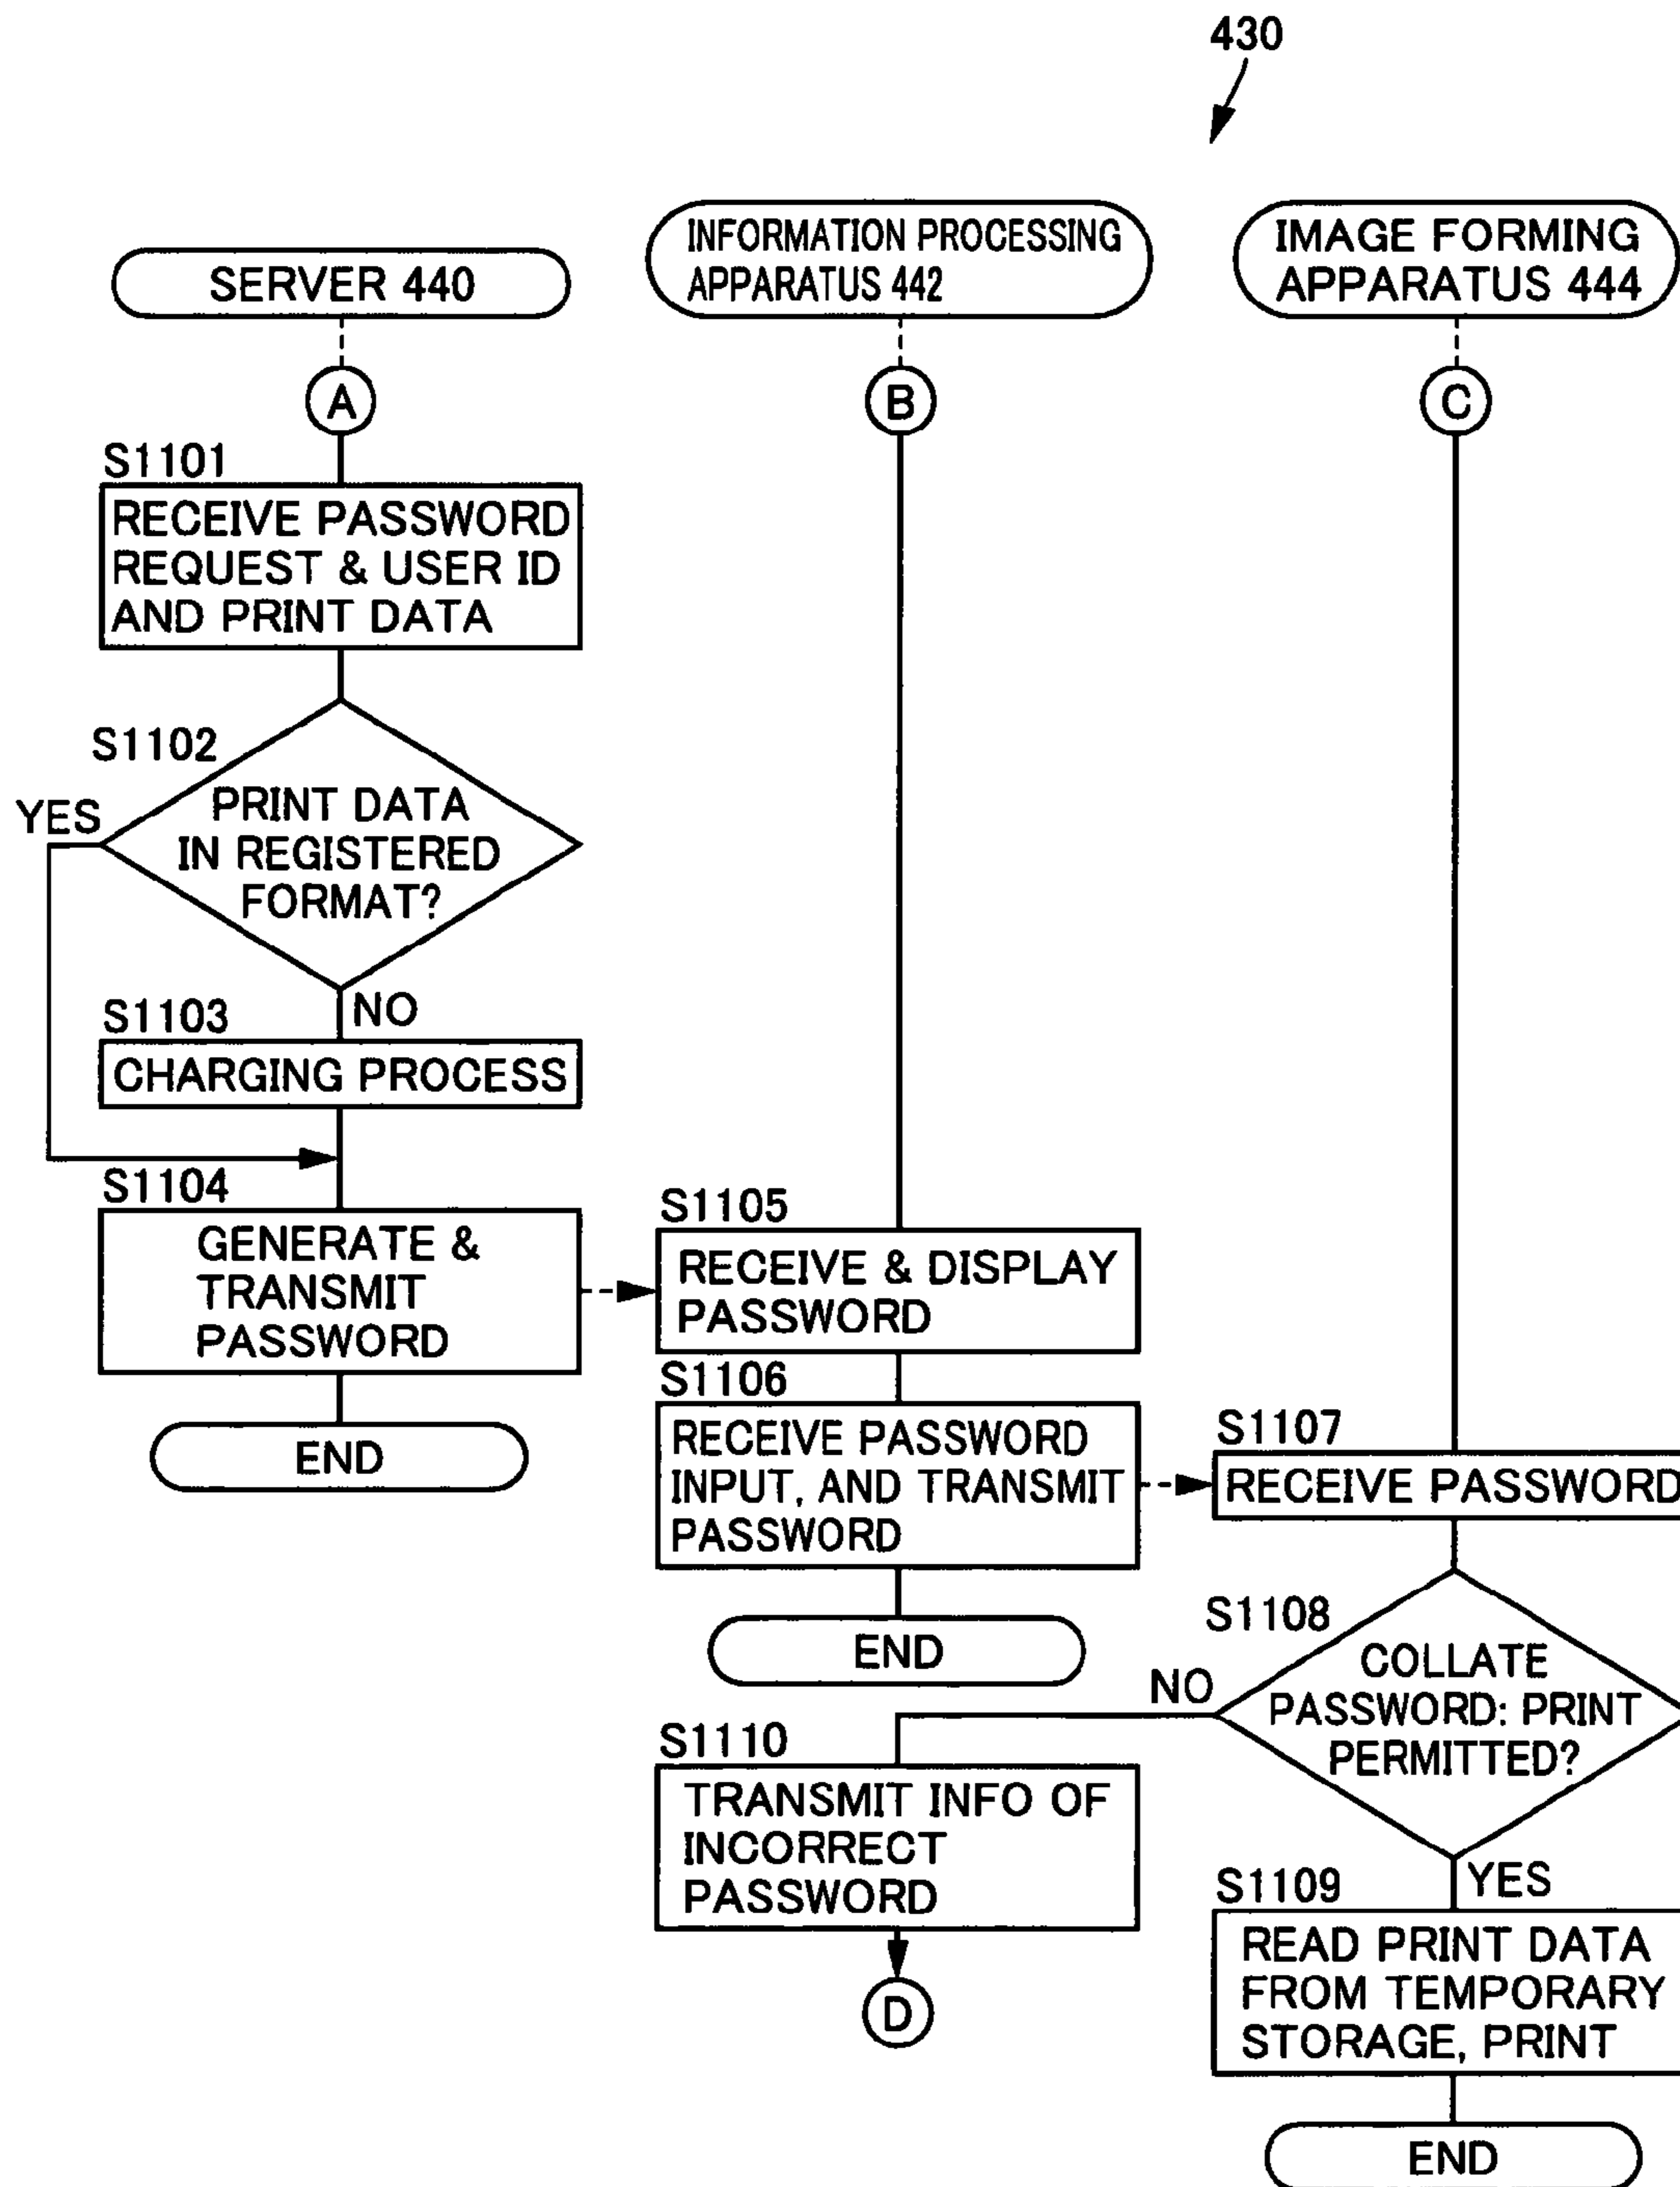 430
SERVER 440
INFORMATION PROCESSING
APPARATUS 442
IMAGE FORMING
APPARATUS 444
A
B
C
S1101
RECEIVE PASSWORD
REQUEST & USER ID
AND PRINT DATA
S1102
YES
PRINT DATA
IN REGISTERED
FORMAT?
NO
S1103
CHARGING PROCESS
S1104
GENERATE &
TRANSMIT
PASSWORD
END
S1105
RECEIVE & DISPLAY
PASSWORD
S1106
RECEIVE PASSWORD
INPUT, AND TRANSMIT
PASSWORD
END
S1107
RECEIVE PASSWORD
S1108
COLLATE
PASSWORD: PRINT
PERMITTED?
NO
S1110
TRANSMIT INFO OF
INCORRECT
PASSWORD
D
YES
S1109
READ PRINT DATA
FROM TEMPORARY
STORAGE, PRINT
END